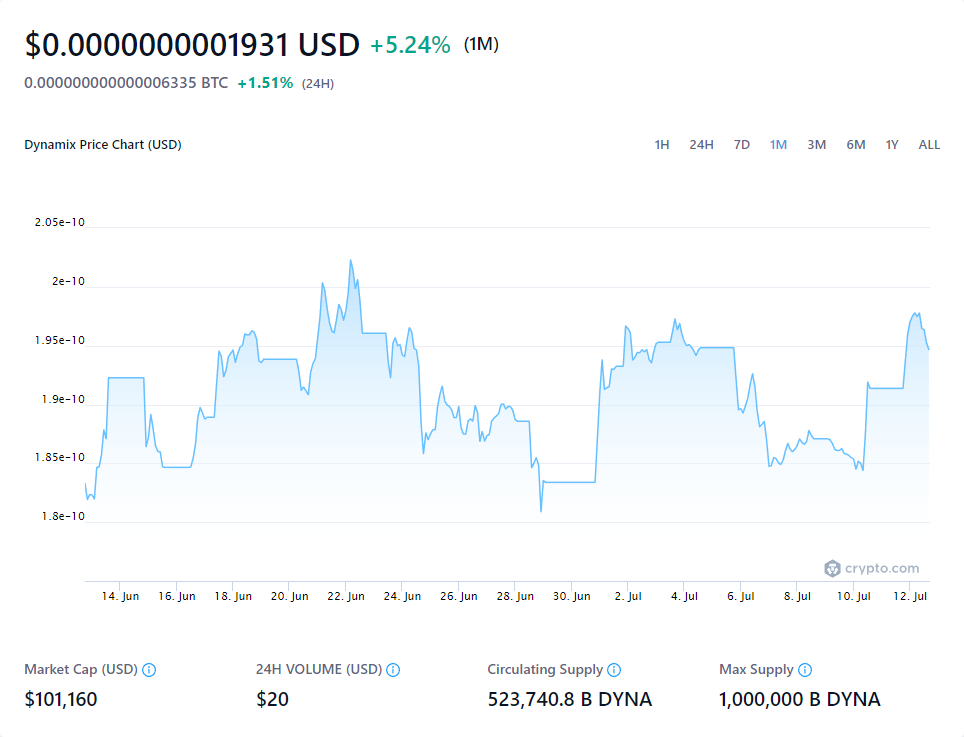 $0.0000000001931 USD +5.24% (1M)
0.000000000000006335 BTC +1.51% (24H)
Dynamix Price Chart (USD) 1H 24H 7D 1M 3M 6M 1Y ALL
2.05e-10
2e-10
1.95e-10
1.9e-10
1.85e-10
1.8e-10
crypto.com
14. Jun 16. Jun 18. Jun 20. Jun 22. Jun 24. Jun 26. Jun 28. Jun 30. Jun 2. Jul 4. Jul 6. Jul 8. Jul 10. Jul 12. Jul
Market Cap (USD) 24H VOLUME (USD) Circulating Supply Max Supply
$101,160 $20 523,740.8 B DYNA 1,000,000 B DYNA